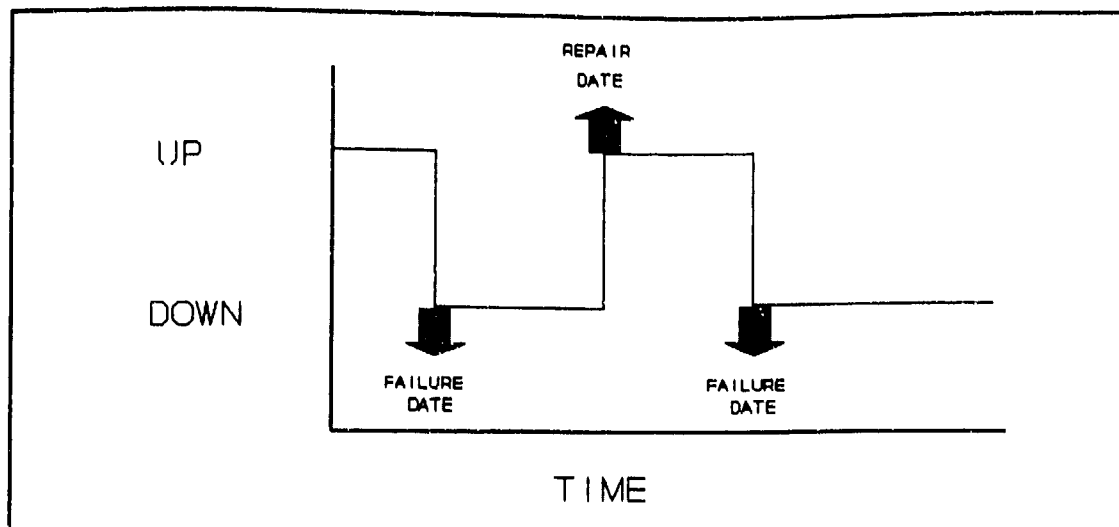 REPAIR
DATE
UP
DOWN
FAILURE
DATE
FAILURE
DATE
TIME